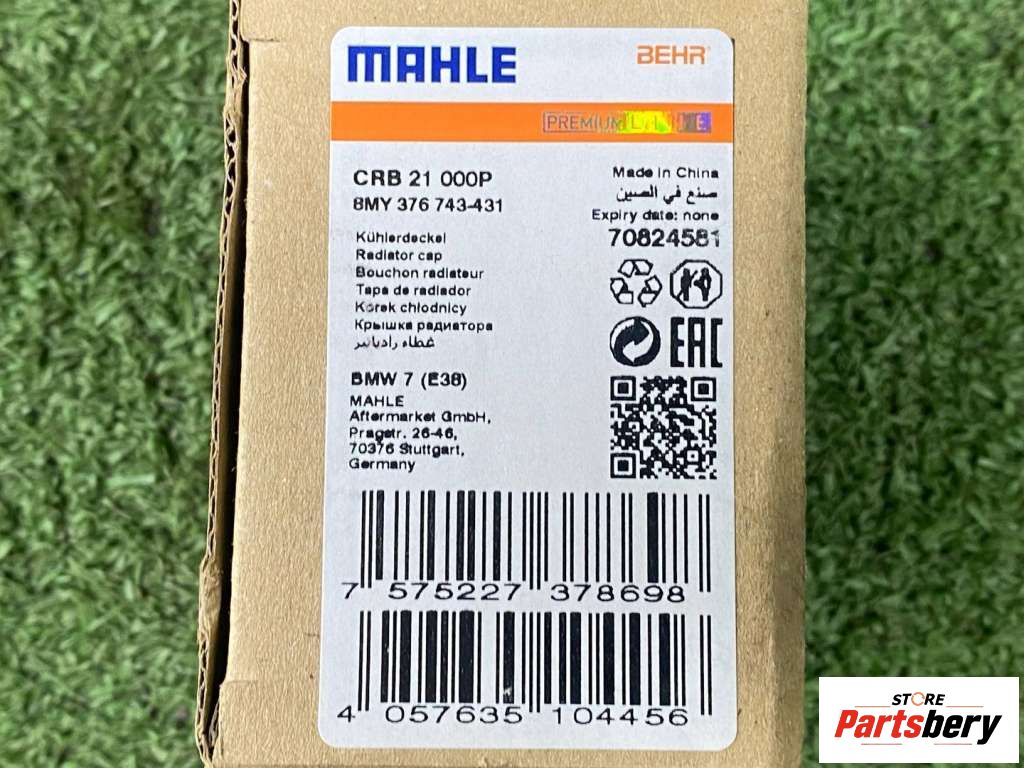 MAHLE
BEHR
PREMIUM LINE
CRB 21 000P
8MY 376 743-431
Made in China
صنع في الصين
Expiry date: none
70824581
Kühlerdeckel
Radiator cap
Bouchon radiateur
Tapa de radiador
Korek chłodnicy
Крышка радиатора
غطاء رادياتير
EAC
BMW 7 (E38)
MAHLE
Aftermarket GmbH,
Pragstr. 26-46,
70376 Stuttgart,
Germany
7 575227 378698
4 057635 104456
STORE
Partsbery